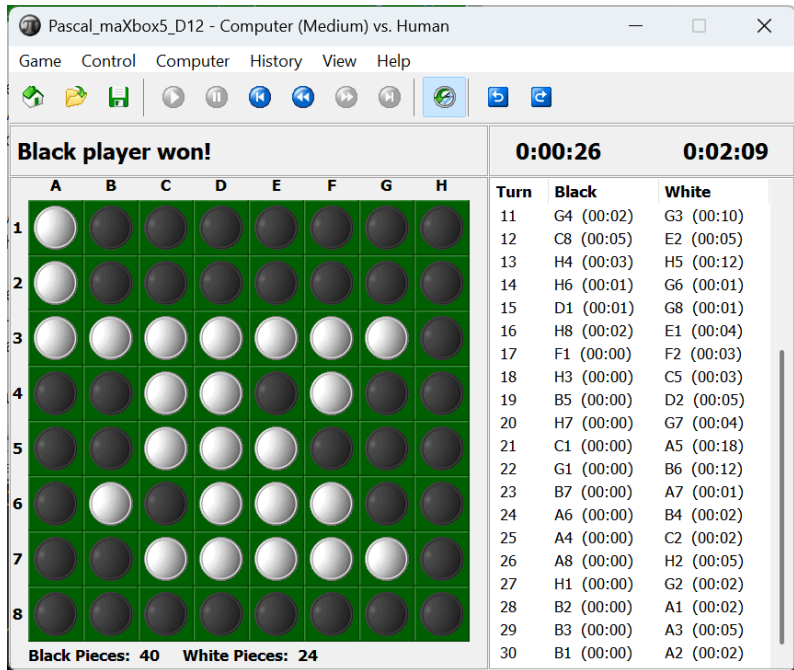 Pascal_maXbox5_D12 - Computer (Medium) vs. Human
Game Control Computer History View Help
Black player won! 0:00:26 0:02:09
A B C D E F G H
1
2
3
4
5
6
7
8
Black Pieces: 40 White Pieces: 24
Turn Black White
11 G4 (00:02) G3 (00:10)
12 C8 (00:05) E2 (00:05)
13 H4 (00:03) H5 (00:12)
14 H6 (00:01) G6 (00:01)
15 D1 (00:01) G8 (00:01)
16 H8 (00:02) E1 (00:04)
17 F1 (00:00) F2 (00:03)
18 H3 (00:00) C5 (00:03)
19 B5 (00:00) D2 (00:05)
20 H7 (00:00) G7 (00:04)
21 C1 (00:00) A5 (00:18)
22 G1 (00:00) B6 (00:12)
23 B7 (00:00) A7 (00:01)
24 A6 (00:00) B4 (00:02)
25 A4 (00:00) C2 (00:02)
26 A8 (00:00) H2 (00:05)
27 H1 (00:00) G2 (00:02)
28 B2 (00:00) A1 (00:02)
29 B3 (00:00) A3 (00:05)
30 B1 (00:00) A2 (00:02)